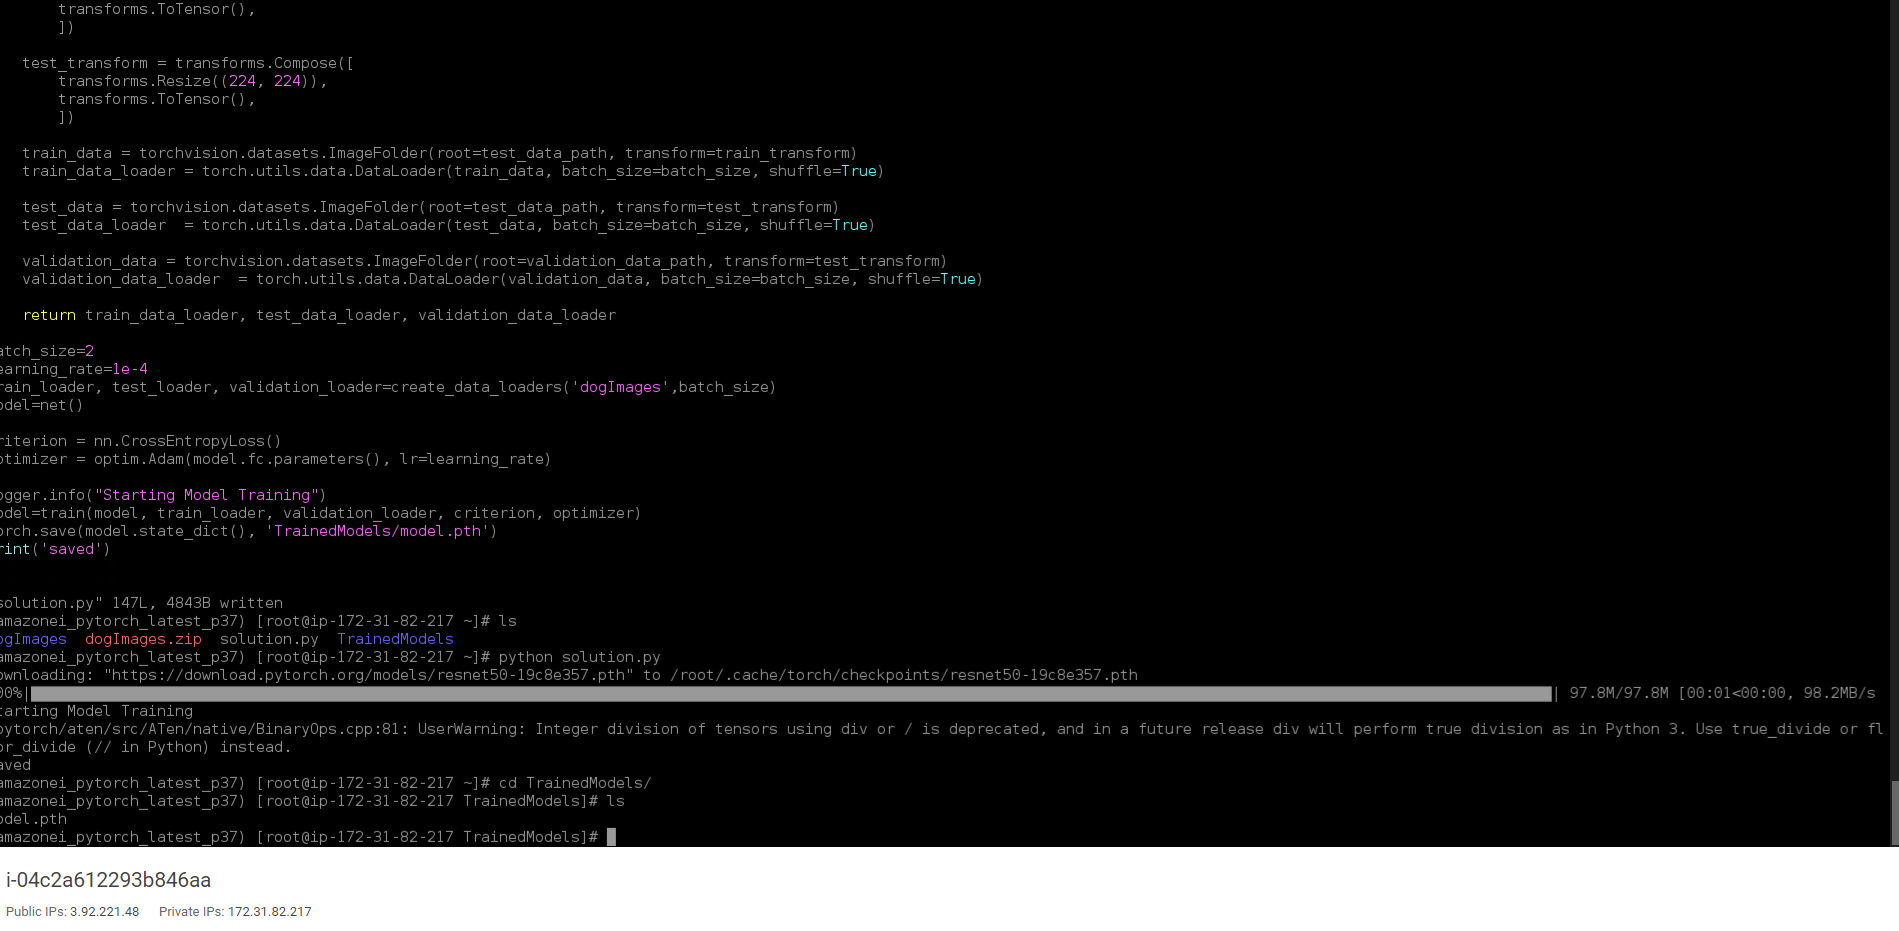 transforms.ToTensor(),
])
test_transform = transforms.Compose([
transforms.Resize((224, 224)),
transforms.ToTensor(),
])
train_data = torchvision.datasets.ImageFolder(root=test_data_path, transform=train_transform)
train_data_loader = torch.utils.data.DataLoader(train_data, batch_size=batch_size, shuffle=True)
test_data = torchvision.datasets.ImageFolder(root=test_data_path, transform=test_transform)
test_data_loader  = torch.utils.data.DataLoader(test_data, batch_size=batch_size, shuffle=True)
validation_data = torchvision.datasets.ImageFolder(root=validation_data_path, transform=test_transform)
validation_data_loader  = torch.utils.data.DataLoader(validation_data, batch_size=batch_size, shuffle=True)
return train_data_loader, test_data_loader, validation_data_loader
atch_size=2
earning_rate=1e-4
rain_loader, test_loader, validation_loader=create_data_loaders('dogImages',batch_size)
odel=net()
riterion = nn.CrossEntropyLoss()
ptimizer = optim.Adam(model.fc.parameters(), lr=learning_rate)
ogger.info("Starting Model Training")
odel=train(model, train_loader, validation_loader, criterion, optimizer)
orch.save(model.state_dict(), 'TrainedModels/model.pth')
rint('saved')
solution.py" 147L, 4843B written
amazonei_pytorch_latest_p37) [root@ip-172-31-82-217 ~]# ls
ogImages  dogImages.zip  solution.py  TrainedModels
amazonei_pytorch_latest_p37) [root@ip-172-31-82-217 ~]# python solution.py
ownloading: "https://download.pytorch.org/models/resnet50-19c8e357.pth" to /root/.cache/torch/checkpoints/resnet50-19c8e357.pth
00%| | 97.8M/97.8M [00:01<00:00, 98.2MB/s
tarting Model Training
pytorch/aten/src/ATen/native/BinaryOps.cpp:81: UserWarning: Integer division of tensors using div or / is deprecated, and in a future release div will perform true division as in Python 3. Use true_divide or fl
or_divide (// in Python) instead.
aved
amazonei_pytorch_latest_p37) [root@ip-172-31-82-217 ~]# cd TrainedModels/
amazonei_pytorch_latest_p37) [root@ip-172-31-82-217 TrainedModels]# ls
odel.pth
amazonei_pytorch_latest_p37) [root@ip-172-31-82-217 TrainedModels]#
i-04c2a612293b846aa
Public IPs: 3.92.221.48 Private IPs: 172.31.82.217